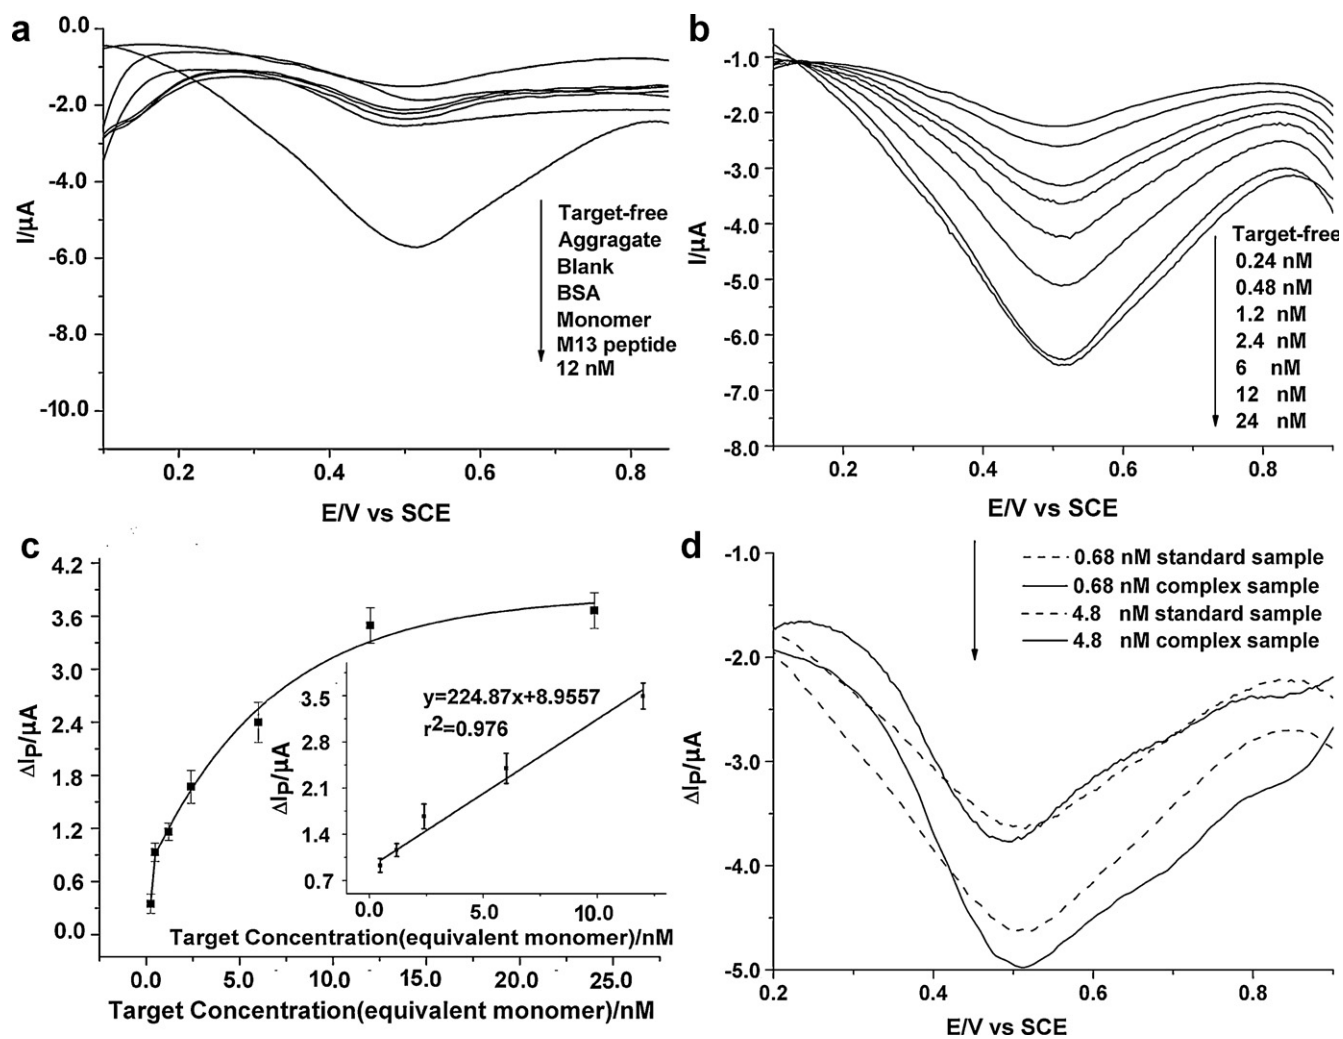 a
0.0
-2.0
-4.0
-6.0
-8.0
-10.0
I/μA
Target-free
Aggragate
Blank
BSA
Monomer
M13 peptide
12 nM
0.2
0.4
0.6
0.8
E/V vs SCE
b
-1.0
-2.0
-3.0
-4.0
-5.0
-6.0
-7.0
-8.0
I/μA
Target-free
0.24 nM
0.48 nM
1.2 nM
2.4 nM
6 nM
12 nM
24 nM
0.2
0.4
0.6
0.8
E/V vs SCE
c
4.2
3.6
3.0
2.4
1.8
1.2
0.6
0.0
ΔIP/μA
y=224.87x+8.9557
r2=0.976
3.5
2.8
2.1
1.4
0.7
ΔIP/μA
0.0
5.0
10.0
Target Concentration(equivalent monomer)/nM
0.0
5.0
10.0
15.0
20.0
25.0
Target Concentration(equivalent monomer)/nM
d
-1.0
-2.0
-3.0
-4.0
-5.0
ΔIP/μA
0.68 nM standard sample
0.68 nM complex sample
4.8 nM standard sample
4.8 nM complex sample
0.2
0.4
0.6
0.8
E/V vs SCE